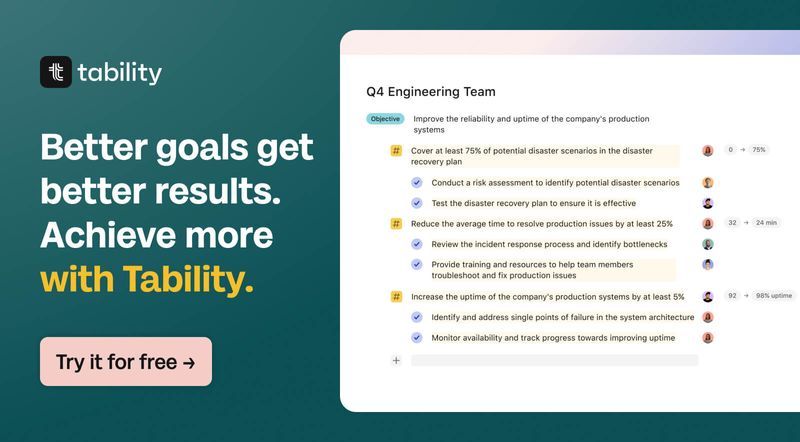 tability
Better goals get
better results.
Achieve more
with Tability.
Try it for free →
Q4 Engineering Team
Objective
Improve the reliability and uptime of the company's production
systems
# Cover at least 75% of potential disaster scenarios in the disaster
recovery plan
0 → 75%
Conduct a risk assessment to identify potential disaster scenarios
Test the disaster recovery plan to ensure it is effective
# Reduce the average time to resolve production issues by at least 25%
32 → 24 min
Review the incident response process and identify bottlenecks
Provide training and resources to help team members
troubleshoot and fix production issues
# Increase the uptime of the company's production systems by at least 5%
92 → 98% uptime
Identify and address single points of failure in the system architecture
Monitor availability and track progress towards improving uptime
+